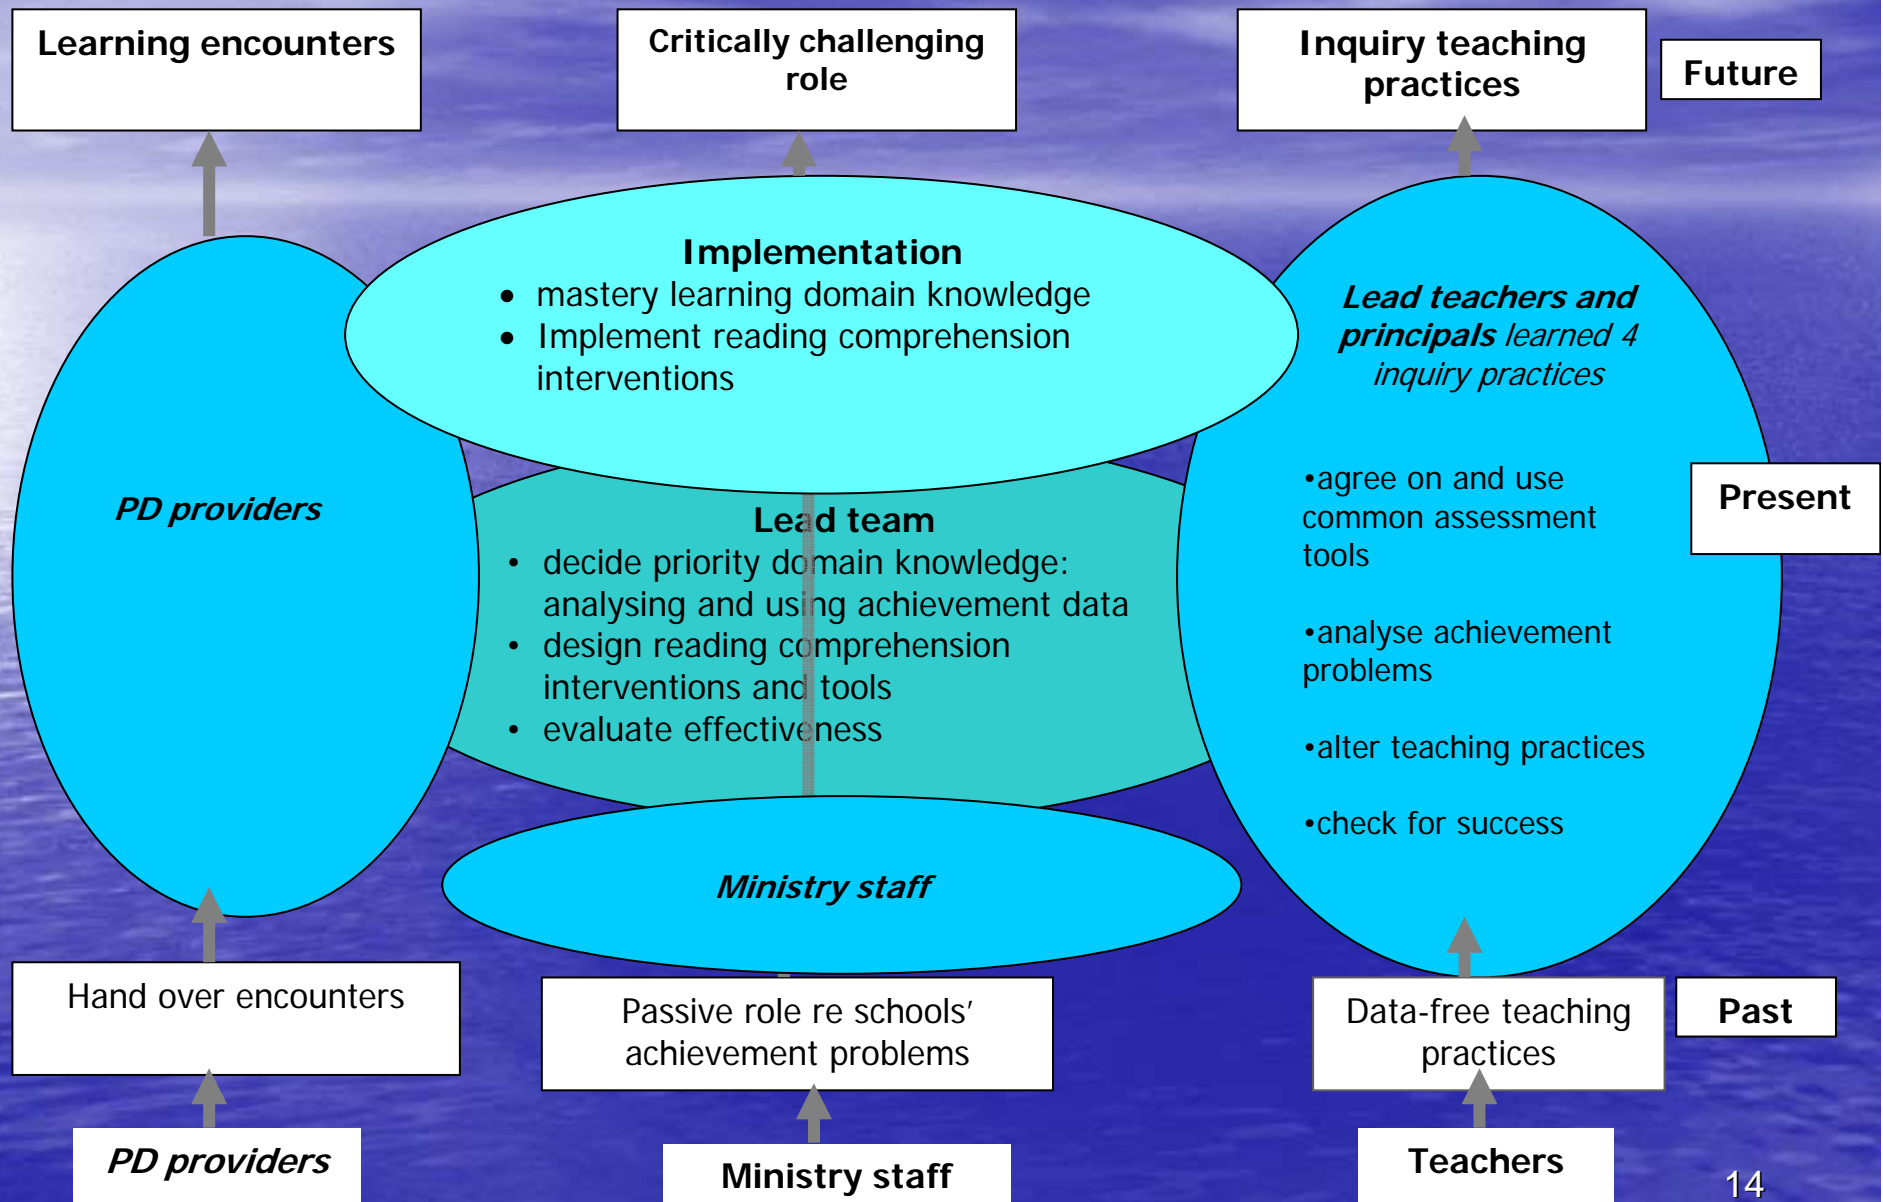 Learning encounters
Critically challenging
role
Inquiry teaching
practices
Future
Implementation
• mastery learning domain knowledge
• Implement reading comprehension
interventions
Lead teachers and
principals learned 4
inquiry practices
•agree on and use
common assessment
tools
•analyse achievement
problems
•alter teaching practices
•check for success
Present
PD providers
Lead team
• decide priority domain knowledge:
analysing and using achievement data
• design reading comprehension
interventions and tools
• evaluate effectiveness
Ministry staff
Hand over encounters
Passive role re schools’
achievement problems
Data-free teaching
practices
Past
PD providers
Ministry staff
Teachers
14